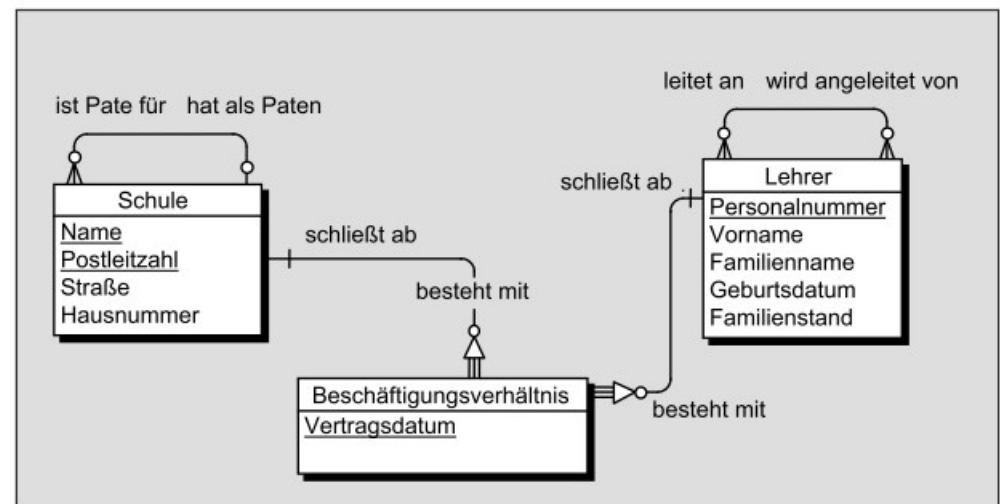 leitet an wird angeleitet von
ist Pate für hat als Paten
Schule
Name
Postleitzahl
Straße
Hausnummer
schließt ab
besteht mit
schließt ab
Lehrer
Personalnummer
Vorname
Familienname
Geburtsdatum
Familienstand
Beschäftigungsverhältnis
Vertragsdatum
besteht mit